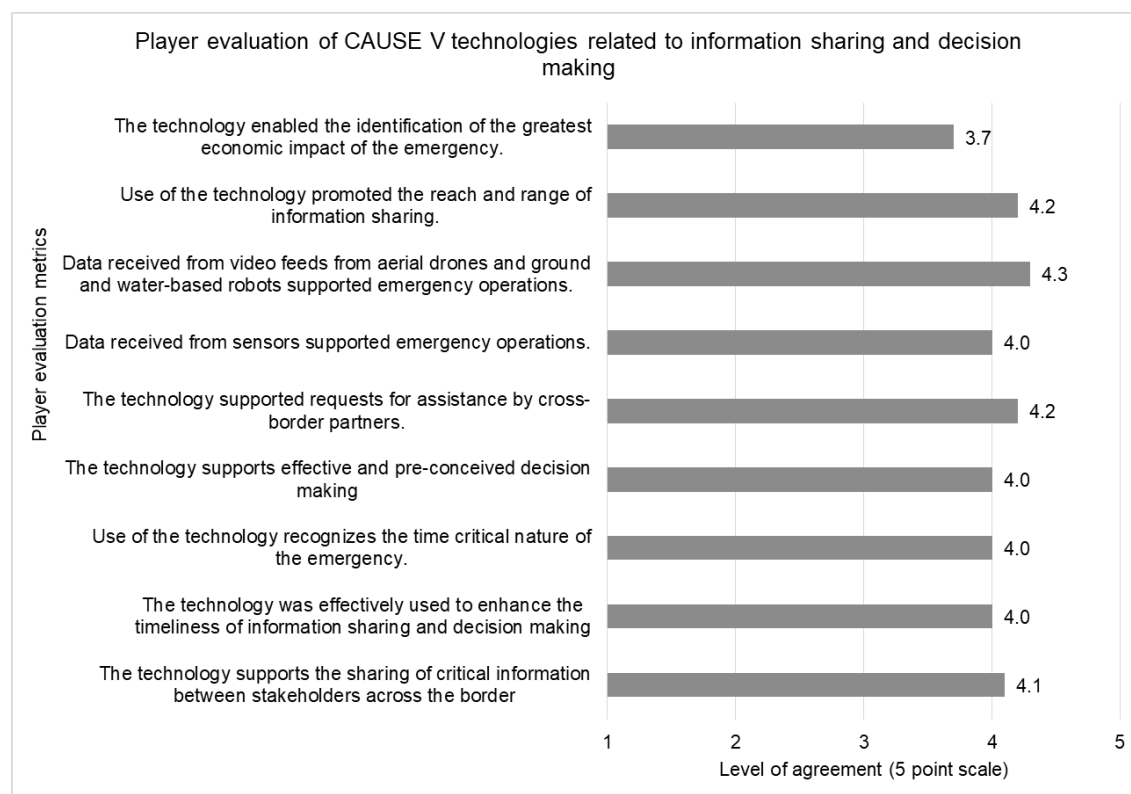 Player evaluation of CAUSE V technologies related to information sharing and decision
making
Player evaluation metrics
The technology enabled the identification of the greatest
economic impact of the emergency.
3.7
Use of the technology promoted the reach and range of
information sharing.
4.2
Data received from video feeds from aerial drones and ground
and water-based robots supported emergency operations.
4.3
Data received from sensors supported emergency operations.
4.0
The technology supported requests for assistance by cross-
border partners.
4.2
The technology supports effective and pre-conceived decision
making
4.0
Use of the technology recognizes the time critical nature of
the emergency.
4.0
The technology was effectively used to enhance the
timeliness of information sharing and decision making
4.0
The technology supports the sharing of critical information
between stakeholders across the border
4.1
1 2 3 4 5
Level of agreement (5 point scale)